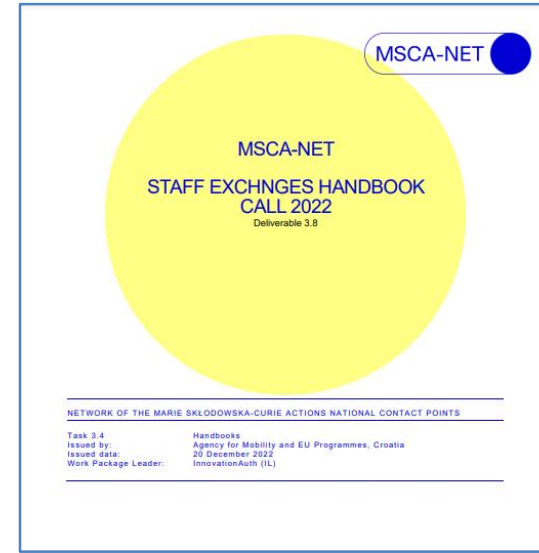 MSCA-NET
MSCA-NET
STAFF EXCHNGES HANDBOOK
CALL 2022
Deliverable 3.8
NETWORK OF THE MARIE SKŁODOWSKA-CURIE ACTIONS NATIONAL CONTACT POINTS
Task 3.4 Handbooks
Issued by: Agency for Mobility and EU Programmes, Croatia
Issued data: 20 December 2022
Work Package Leader: InnovationAuth (IL)